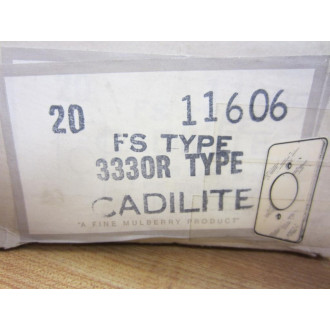 20 11606
FS TYPE
3330R TYPE
CADILITE
"A FINE MULBERRY PRODUCT"